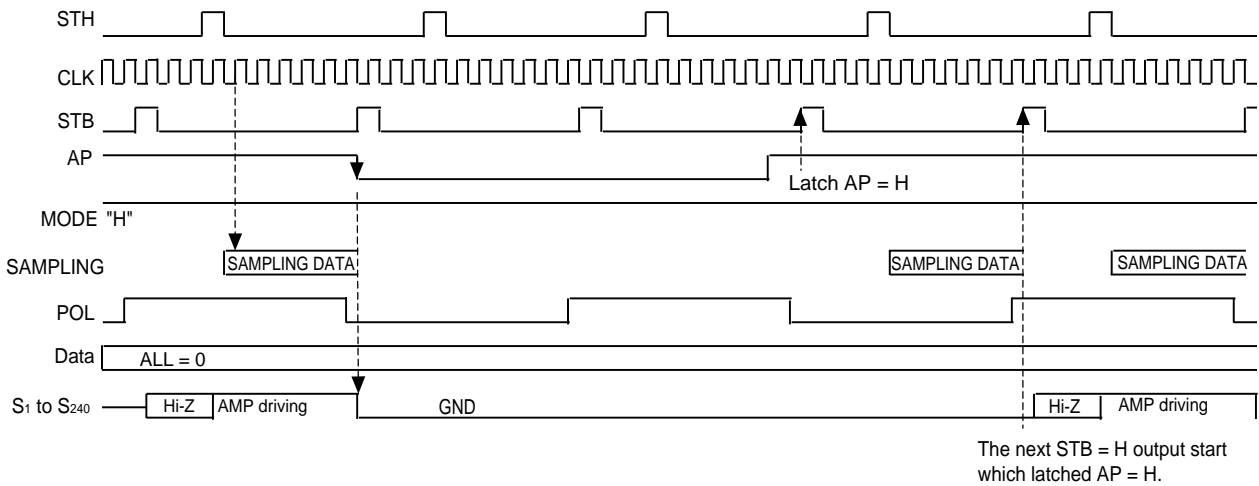 STH
CLK
STB
AP
Latch AP = H
MODE "H"
SAMPLING SAMPLING DATA SAMPLING DATA SAMPLING DATA
POL
Data ALL = 0
S1 to S240 Hi-Z AMP driving GND Hi-Z AMP driving
The next STB = H output start
which latched AP = H.